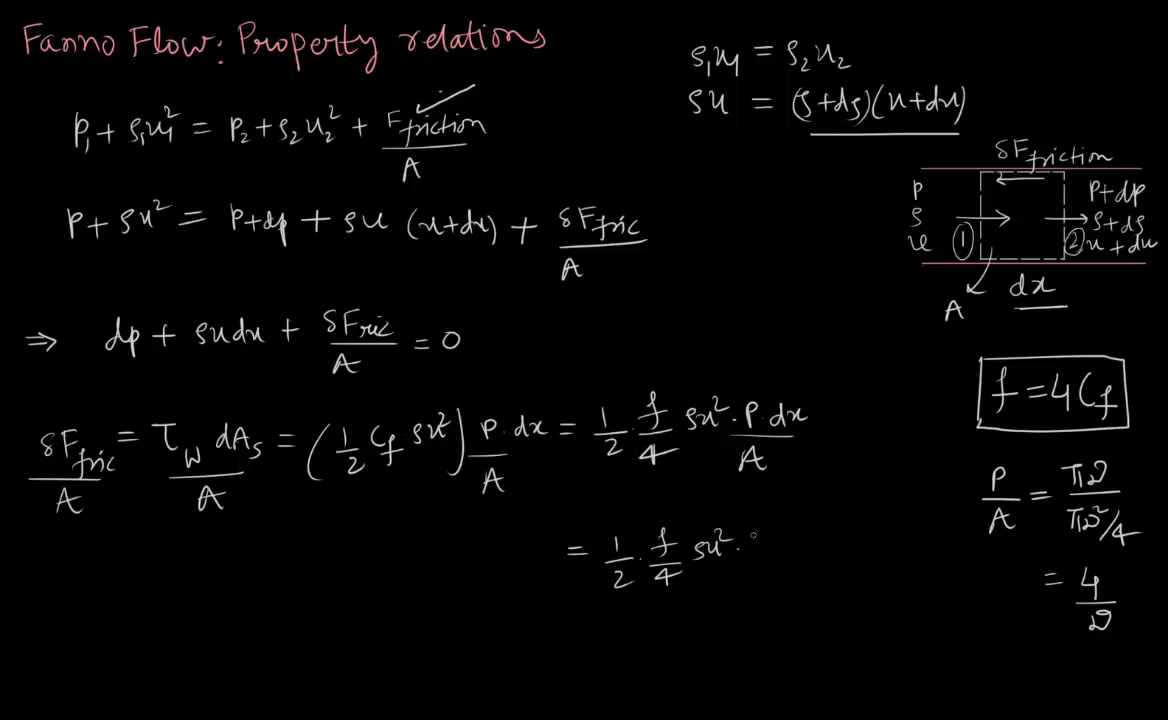 Fanno Flow: Property relations
ρ₁u₁ = ρ₂u₂
ρu = (ρ+dρ)(u+du)
P₁ + ρ₁u₁² = P₂ + ρ₂u₂² + F_friction/A
δF_friction
P
ρ
u
①
②
P+dp
ρ+dρ
u+du
A
dx
P + ρu² = P+dp + ρu (u+du) + δF_fric/A
⇒ dp + ρudu + δF_fric/A = 0
f = 4C_f
δF_fric/A = τ_w dA_s/A = (1/2 C_f ρu²) P·dx/A = 1/2 · f/4 ρu² · P·dx/A
P/A = πD/(πD²/4)
= 1/2 · f/4 ρu² ·
= 4/D